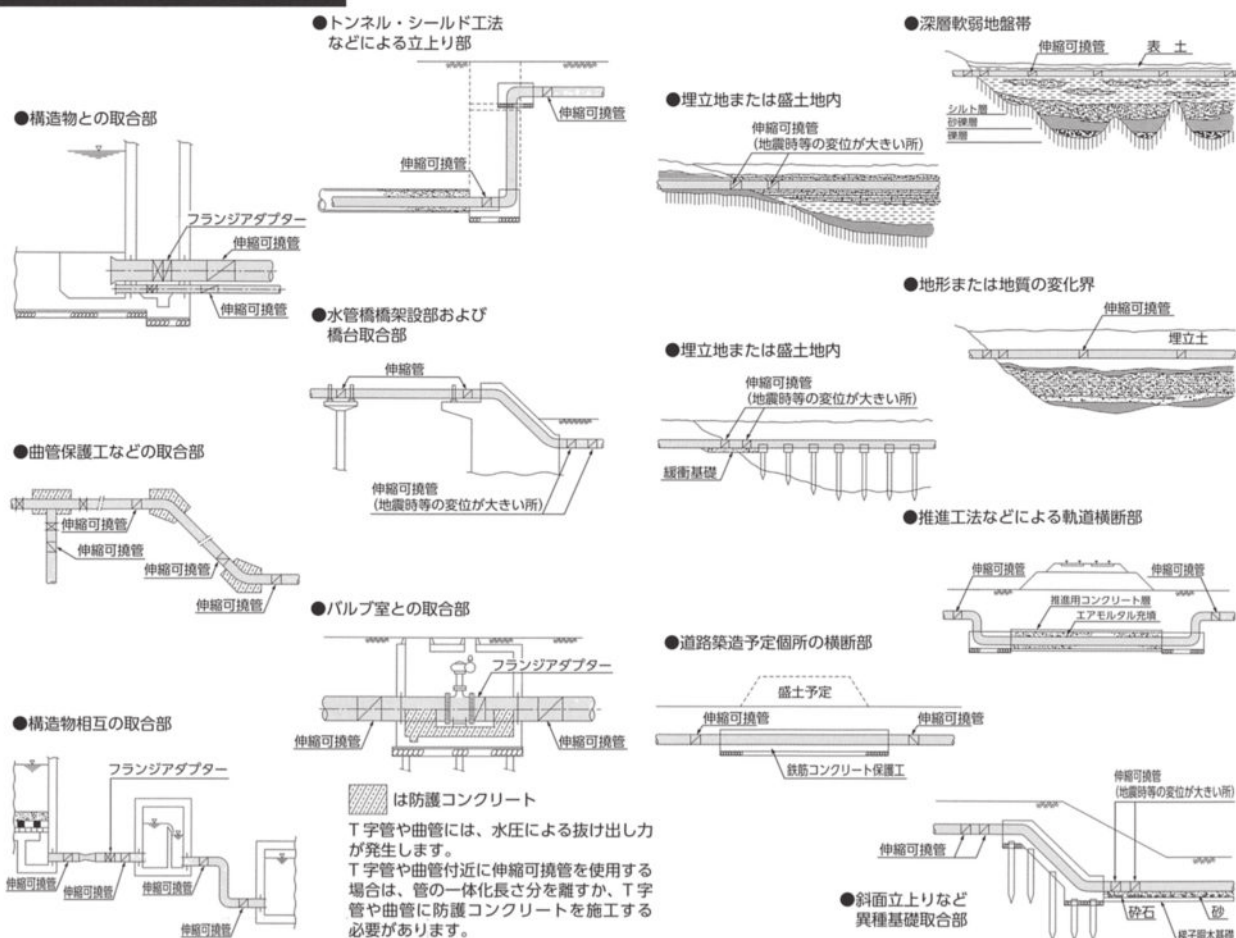 ●構造物との取合部
フランジアダプター
伸縮可撓管
伸縮可撓管
●曲管保護工などの取合部
伸縮可撓管
伸縮可撓管
伸縮可撓管
伸縮可撓管
●構造物相互の取合部
フランジアダプター
伸縮可撓管
伸縮可撓管
伸縮可撓管
伸縮可撓管
●トンネル・シールド工法
などによる立上り部
伸縮可撓管
伸縮可撓管
●水管橋橋架設部および
橋台取合部
伸縮管
伸縮可撓管
(地震時等の変位が大きい所)
●バルブ室との取合部
フランジアダプター
伸縮可撓管
伸縮可撓管
は防護コンクリート
T字管や曲管には、水圧による抜け出し力
が発生します。
T字管や曲管付近に伸縮可撓管を使用する
場合は、管の一体化長さ分を離すか、T字
管や曲管に防護コンクリートを施工する
必要があります。
●埋立地または盛土地内
伸縮可撓管
(地震時等の変位が大きい所)
●埋立地または盛土地内
伸縮可撓管
(地震時等の変位が大きい所)
緩衝基礎
●道路築造予定個所の横断部
盛土予定
伸縮可撓管
伸縮可撓管
鉄筋コンクリート保護工
●深層軟弱地盤帯
伸縮可撓管
表 土
シルト層
砂礫層
礫層
●地形または地質の変化界
伸縮可撓管
埋立土
●推進工法などによる軌道横断部
伸縮可撓管
伸縮可撓管
推進用コンクリート層
エアモルタル充填
伸縮可撓管
(地震時等の変位が大きい所)
伸縮可撓管
●斜面立上りなど
異種基礎取合部
砕石
砂
梯子胴木基礎